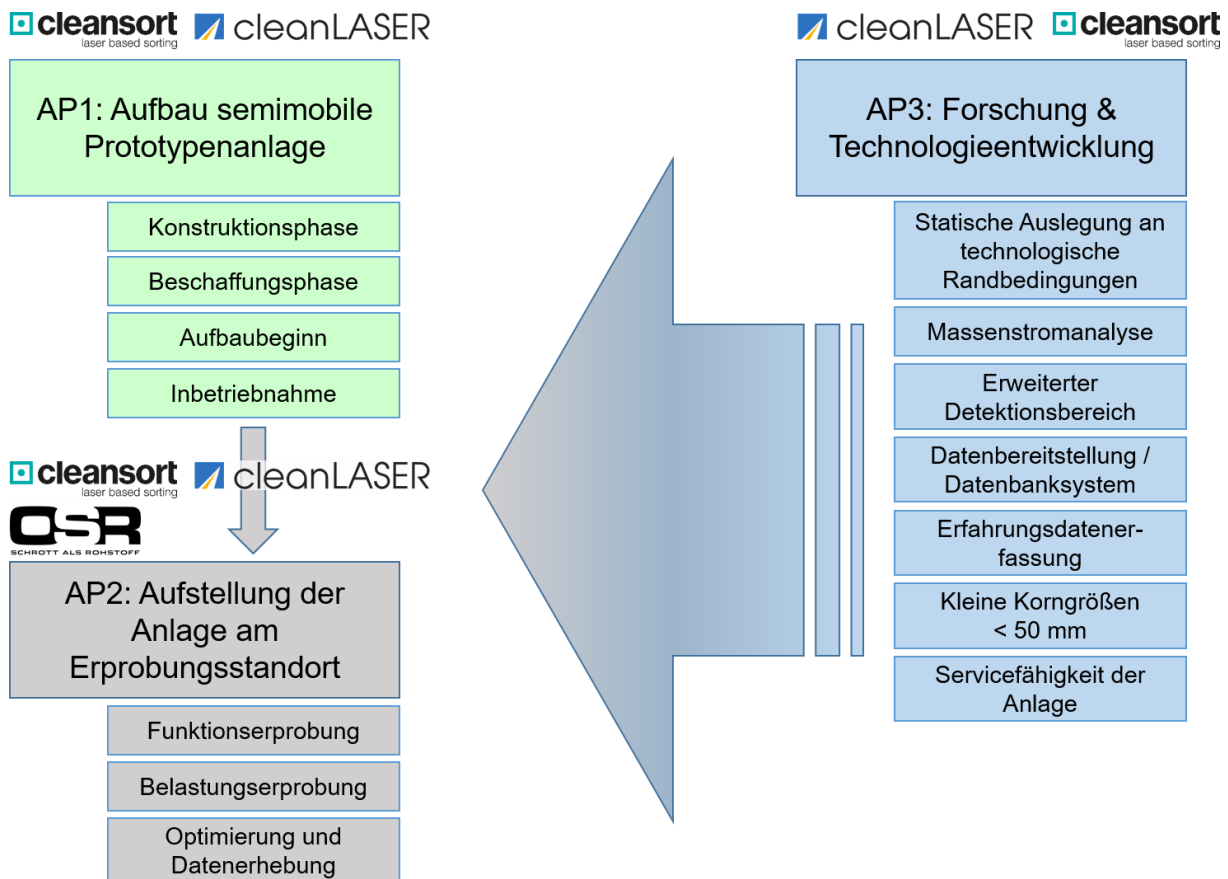 cleansort
laser based sorting
cleanLASER
AP1: Aufbau semimobile
Prototypenanlage
Konstruktionsphase
Beschaffungsphase
Aufbaubeginn
Inbetriebnahme
cleansort
laser based sorting
cleanLASER
OSR
SCHROTT ALS ROHSTOFF
AP2: Aufstellung der
Anlage am
Erprobungsstandort
Funktionserprobung
Belastungserprobung
Optimierung und
Datenerhebung
cleanLASER
cleansort
laser based sorting
AP3: Forschung &
Technologieentwicklung
Statische Auslegung an
technologische
Randbedingungen
Massenstromanalyse
Erweiterter
Detektionsbereich
Datenbereitstellung /
Datenbanksystem
Erfahrungsdatener-
fassung
Kleine Korngrößen
< 50 mm
Servicefähigkeit der
Anlage